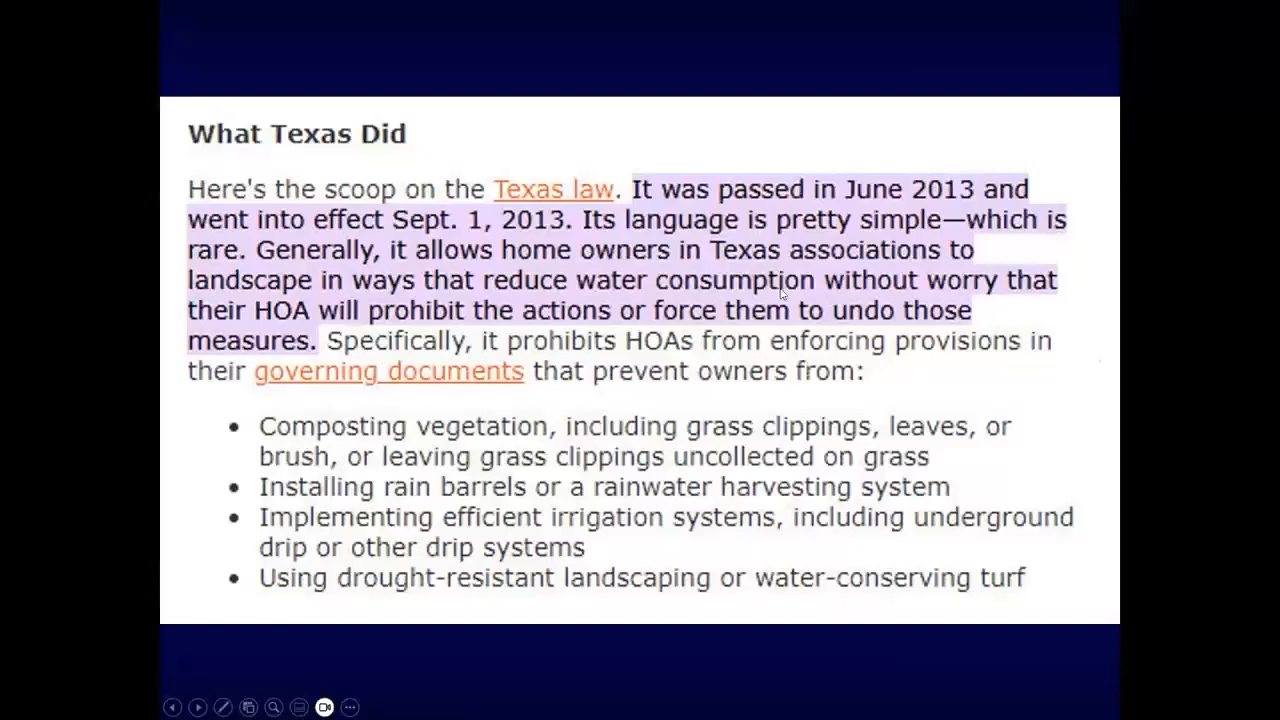 What Texas Did
Here's the scoop on the Texas law. It was passed in June 2013 and
went into effect Sept. 1, 2013. Its language is pretty simple—which is
rare. Generally, it allows home owners in Texas associations to
landscape in ways that reduce water consumption without worry that
their HOA will prohibit the actions or force them to undo those
measures. Specifically, it prohibits HOAs from enforcing provisions in
their governing documents that prevent owners from:
• Composting vegetation, including grass clippings, leaves, or
brush, or leaving grass clippings uncollected on grass
• Installing rain barrels or a rainwater harvesting system
• Implementing efficient irrigation systems, including underground
drip or other drip systems
• Using drought-resistant landscaping or water-conserving turf